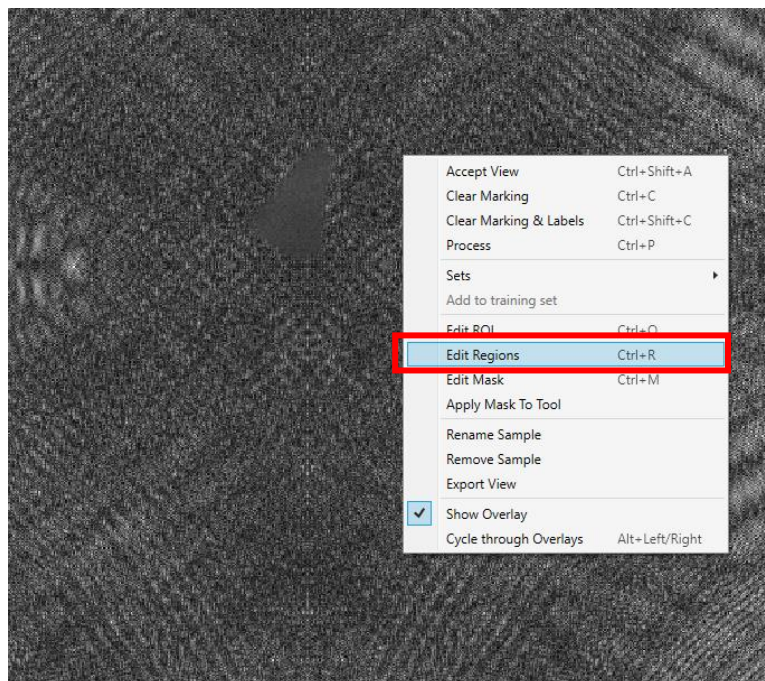 Accept View Ctrl+Shift+A
Clear Marking Ctrl+C
Clear Marking & Labels Ctrl+Shift+C
Process Ctrl+P
Sets
Add to training set
Edit ROI Ctrl+O
Edit Regions Ctrl+R
Edit Mask Ctrl+M
Apply Mask To Tool
Rename Sample
Remove Sample
Export View
Show Overlay
Cycle through Overlays Alt+Left/Right